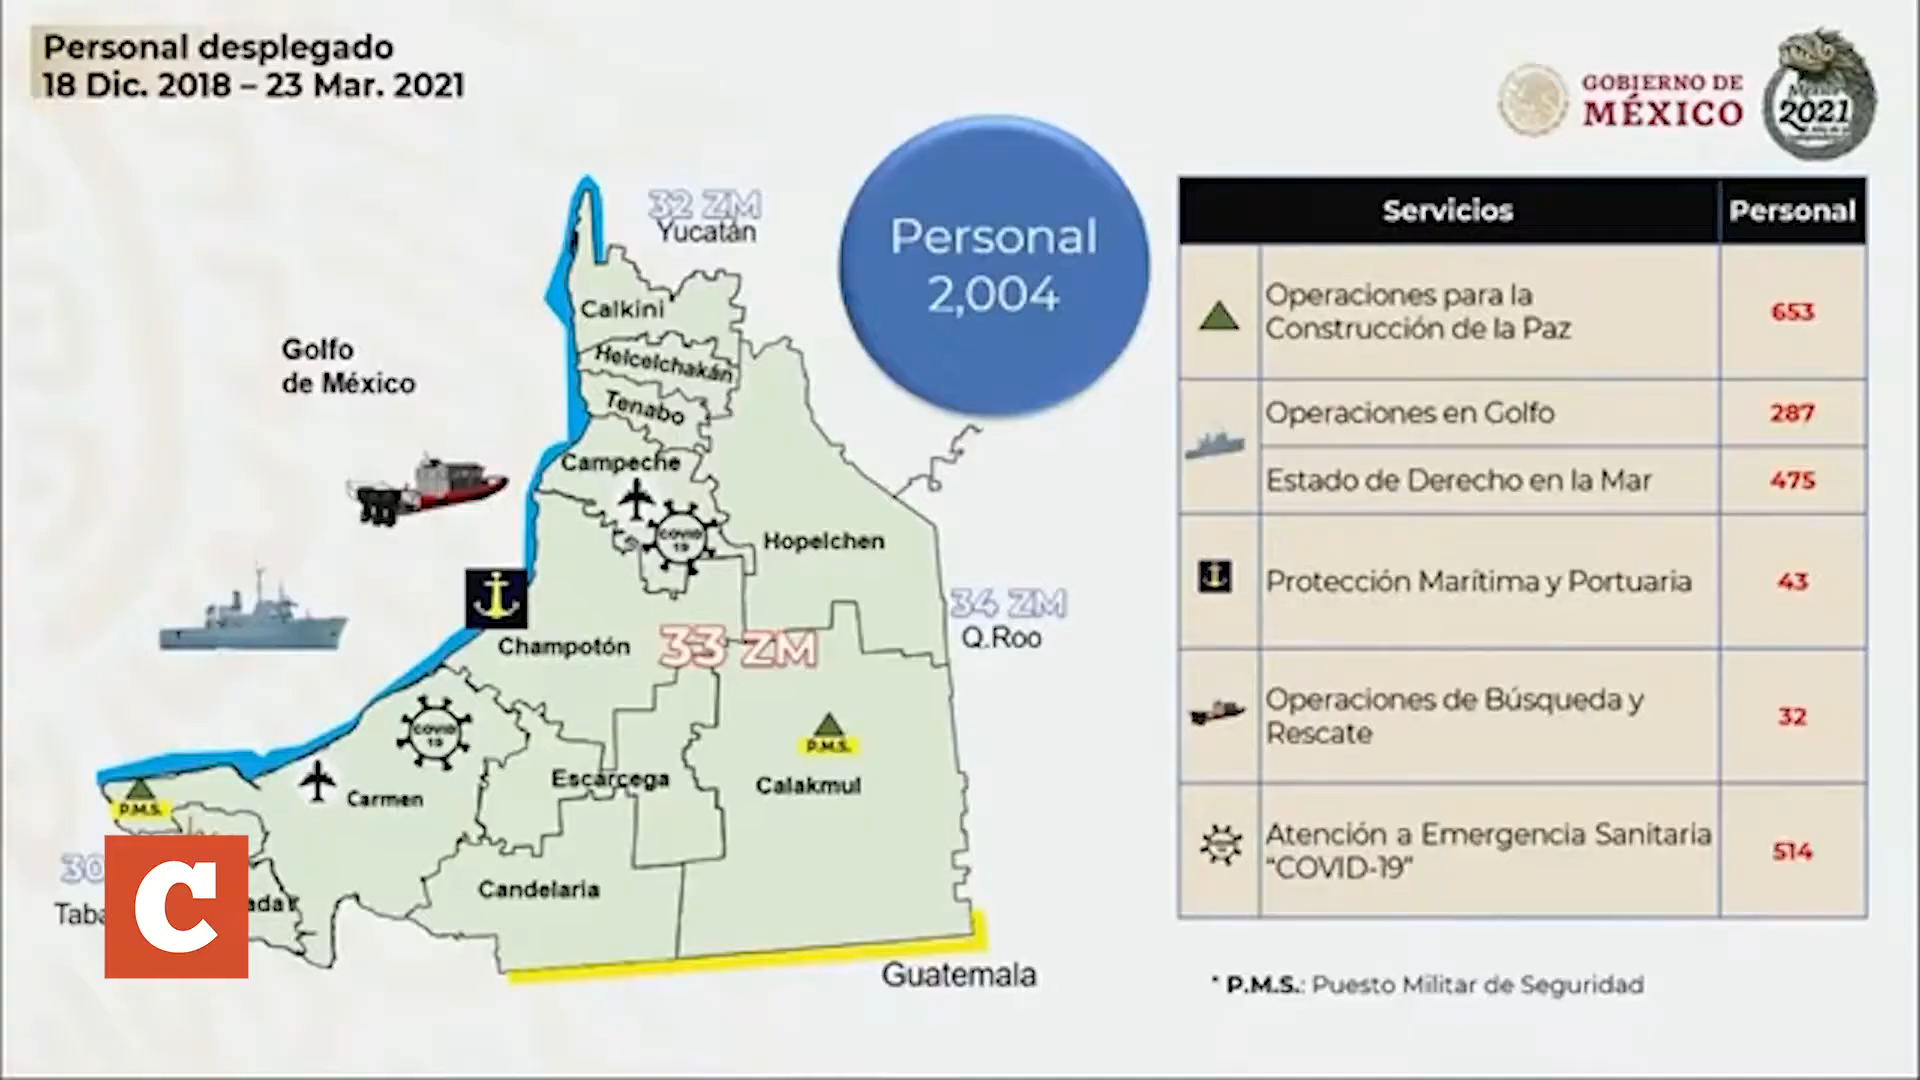 Personal desplegado
18 Dic. 2018 – 23 Mar. 2021
GOBIERNO DE
MÉXICO
2021
Personal
2,004
32 ZM
Yucatán
Golfo
de México
Calkini
Helcelchakán
Tenabo
Campeche
COVID
19
Hopelchen
34 ZM
Q.Roo
Champotón
33 ZM
COVID
19
P.M.S.
Escárcega
Calakmul
P.M.S.
Carmen
30
Candelaria
Guatemala
C
Servicios Personal
Operaciones para la
Construcción de la Paz
653
Operaciones en Golfo 287
Estado de Derecho en la Mar 475
Protección Marítima y Portuaria 43
Operaciones de Búsqueda y
Rescate
32
Atención a Emergencia Sanitaria
“COVID-19”
514
* P.M.S.: Puesto Militar de Seguridad